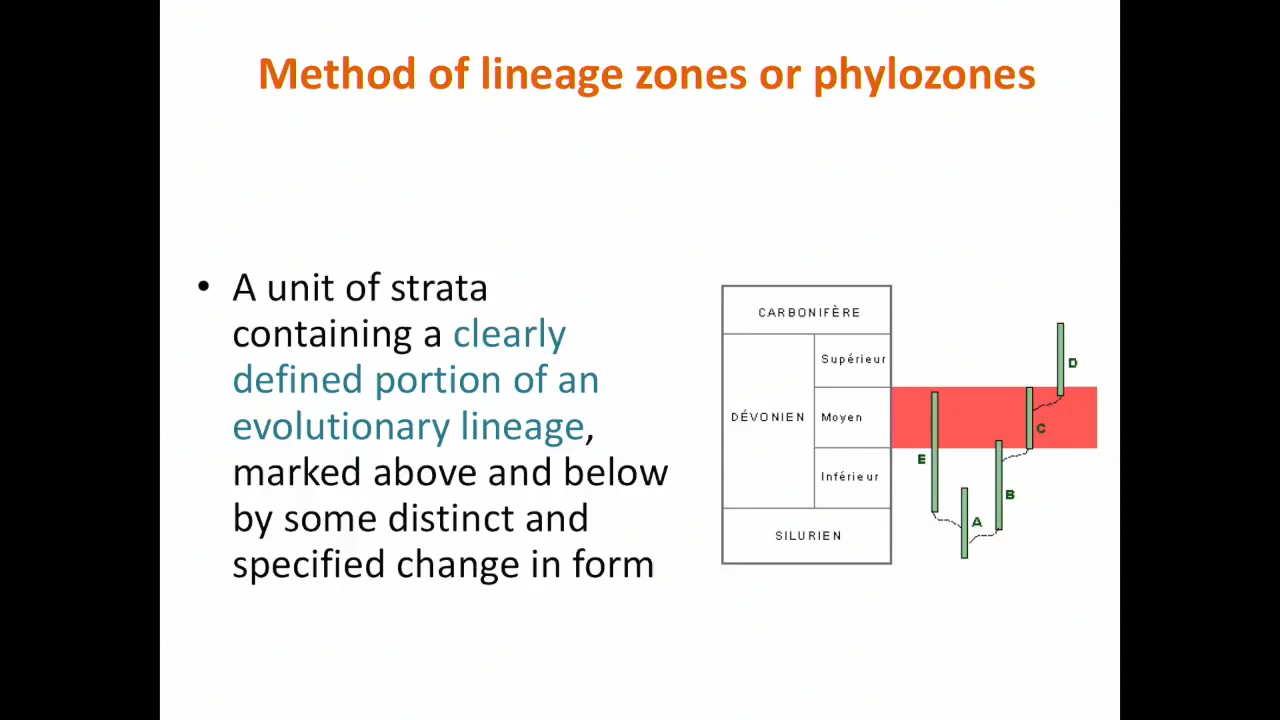 Method of lineage zones or phylozones
• A unit of strata
containing a clearly
defined portion of an
evolutionary lineage,
marked above and below
by some distinct and
specified change in form
CARBONIFÈRE
Supérieur
DÉVONIEN
Moyen
Inférieur
SILURIEN
D
C
E
B
A